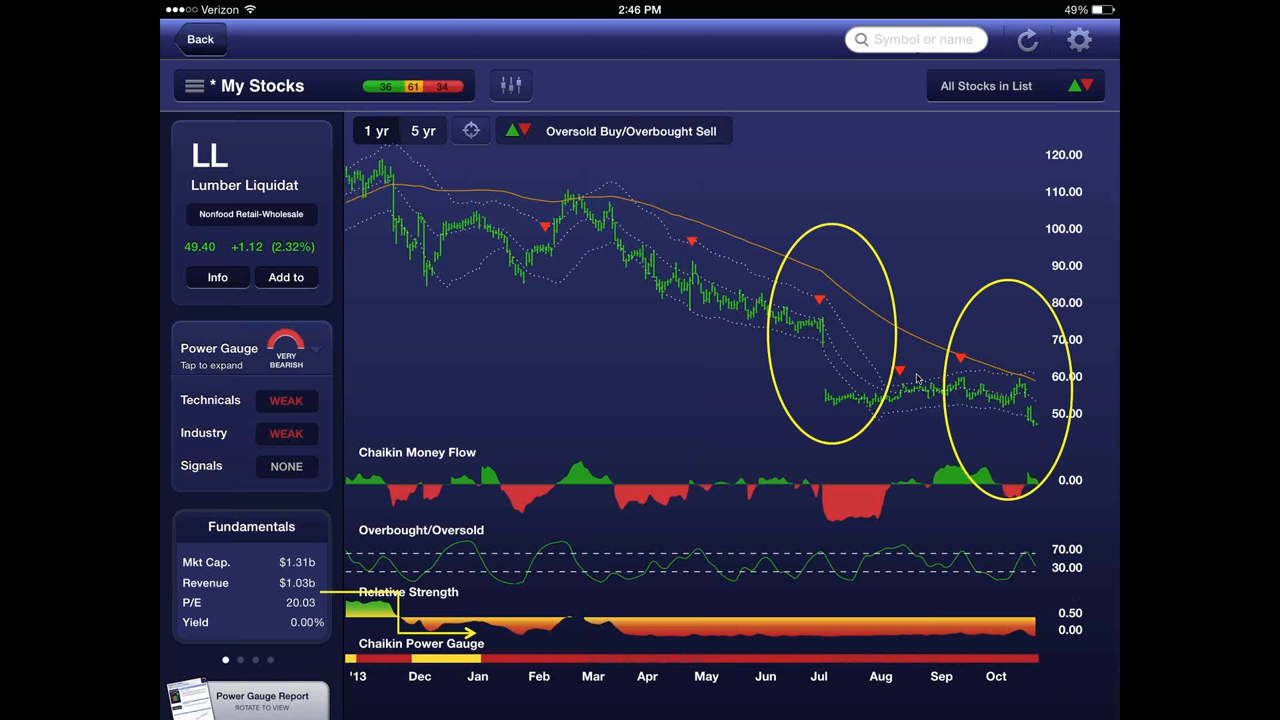 Verizon 2:46 PM 49%
Back Symbol or name
* My Stocks 36 61 34 All Stocks in List
1 yr 5 yr Oversold Buy/Overbought Sell
LL
Lumber Liquidat
Nonfood Retail-Wholesale
49.40 +1.12 (2.32%)
Info Add to
Power Gauge
Tap to expand
VERY
BEARISH
Technicals WEAK
Industry WEAK
Signals NONE
Fundamentals
Mkt Cap. $1.31b
Revenue $1.03b
P/E 20.03
Yield 0.00%
Power Gauge Report
ROTATE TO VIEW
120.00
110.00
100.00
90.00
80.00
70.00
60.00
50.00
Chaikin Money Flow
0.00
Overbought/Oversold
70.00
30.00
Relative Strength
0.50
0.00
Chaikin Power Gauge
'13 Dec Jan Feb Mar Apr May Jun Jul Aug Sep Oct